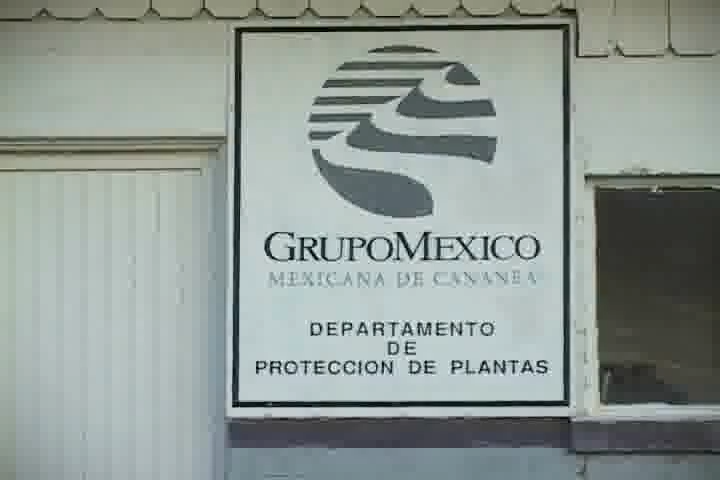 GRUPOMEXICO
MEXICANA DE CANANEA
DEPARTAMENTO
DE
PROTECCION DE PLANTAS